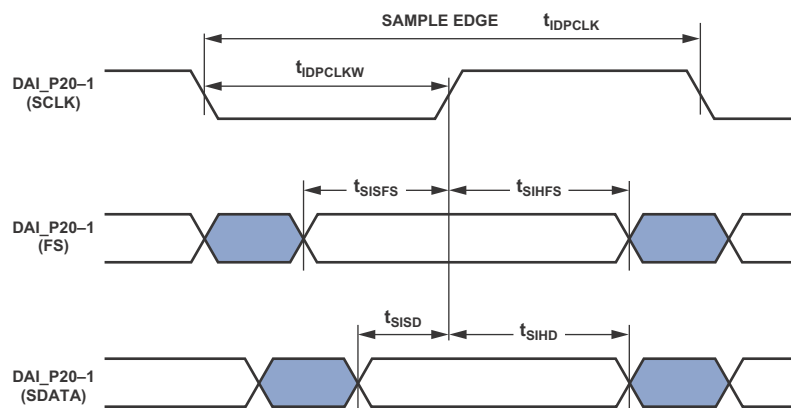 SAMPLE EDGE tIDPCLK
tIDPCLKW
DAI_P20–1
(SCLK)
tSISFS tSIHFS
DAI_P20–1
(FS)
tSISD tSIHD
DAI_P20–1
(SDATA)